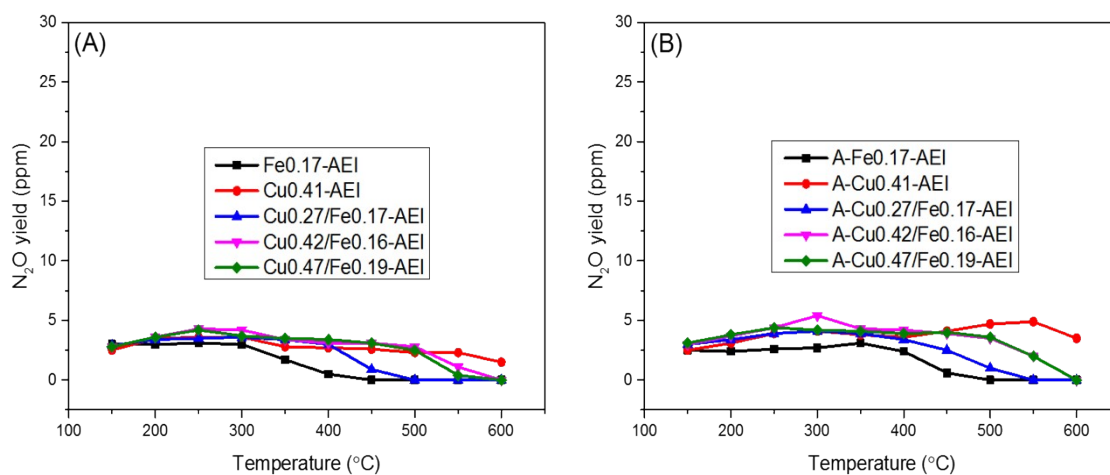 (A)
30
25
20
15
10
5
0
N₂O yield (ppm)
Fe0.17-AEI
Cu0.41-AEI
Cu0.27/Fe0.17-AEI
Cu0.42/Fe0.16-AEI
Cu0.47/Fe0.19-AEI
100 200 300 400 500 600
Temperature (°C)
(B)
30
25
20
15
10
5
0
N₂O yield (ppm)
A-Fe0.17-AEI
A-Cu0.41-AEI
A-Cu0.27/Fe0.17-AEI
A-Cu0.42/Fe0.16-AEI
A-Cu0.47/Fe0.19-AEI
100 200 300 400 500 600
Temperature (°C)